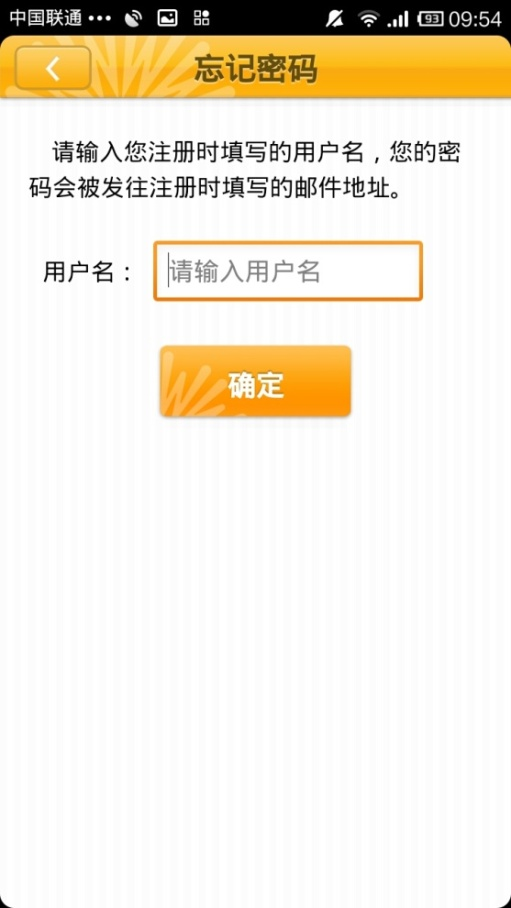 中国联通 ••• 93 09:54
忘记密码
请输入您注册时填写的用户名，您的密
码会被发往注册时填写的邮件地址。
用户名： 请输入用户名
确定